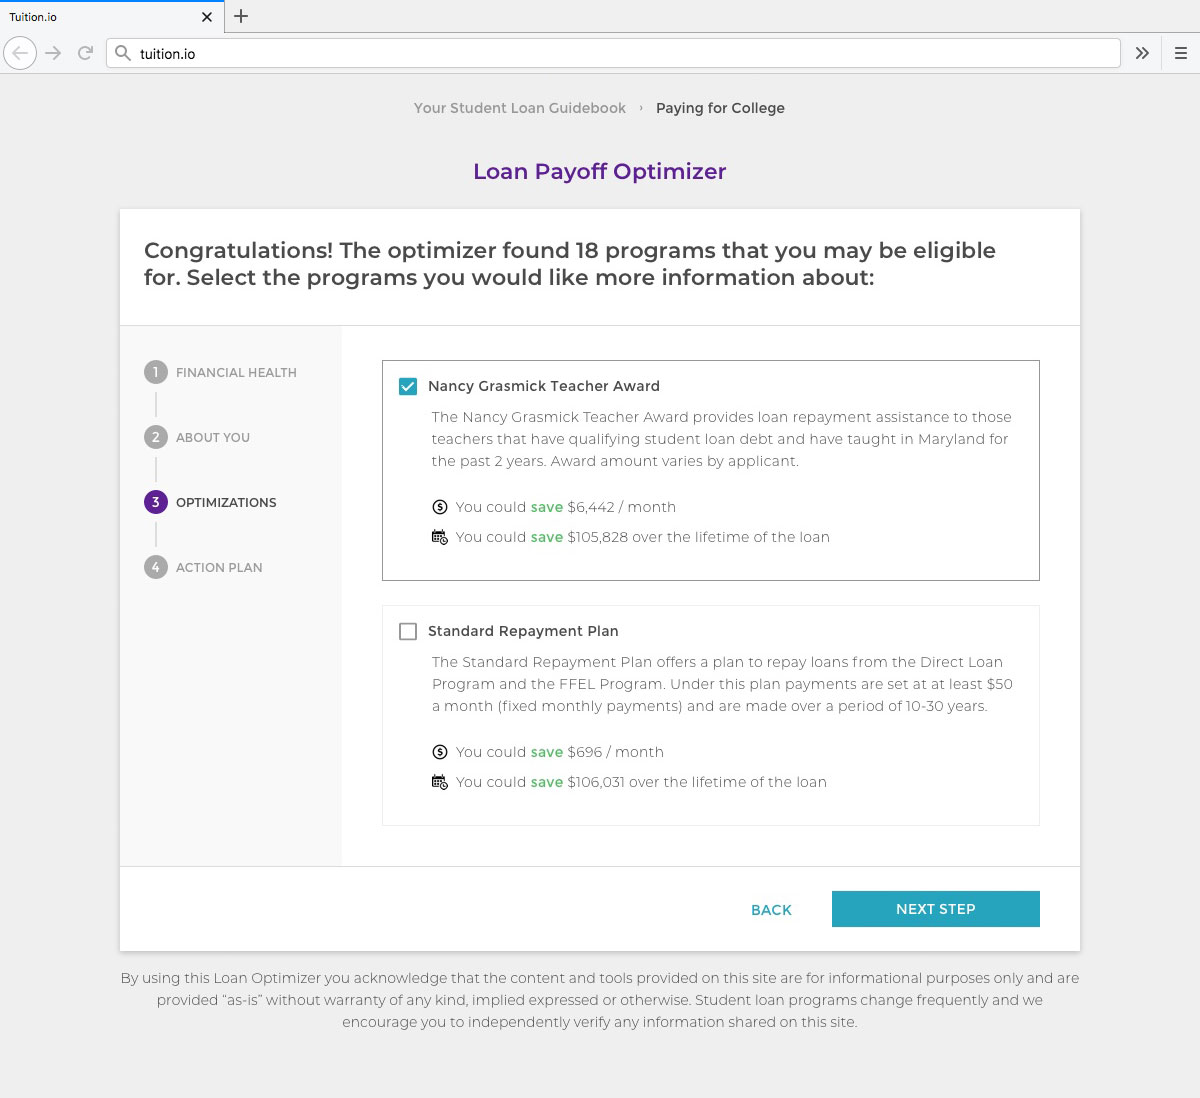 Tuition.io
tuition.io
Your Student Loan Guidebook › Paying for College
Loan Payoff Optimizer
Congratulations! The optimizer found 18 programs that you may be eligible
for. Select the programs you would like more information about:
1 FINANCIAL HEALTH
2 ABOUT YOU
3 OPTIMIZATIONS
4 ACTION PLAN
Nancy Grasmick Teacher Award
The Nancy Grasmick Teacher Award provides loan repayment assistance to those
teachers that have qualifying student loan debt and have taught in Maryland for
the past 2 years. Award amount varies by applicant.
You could save $6,442 / month
You could save $105,828 over the lifetime of the loan
Standard Repayment Plan
The Standard Repayment Plan offers a plan to repay loans from the Direct Loan
Program and the FFEL Program. Under this plan payments are set at at least $50
a month (fixed monthly payments) and are made over a period of 10-30 years.
You could save $696 / month
You could save $106,031 over the lifetime of the loan
BACK
NEXT STEP
By using this Loan Optimizer you acknowledge that the content and tools provided on this site are for informational purposes only and are
provided “as-is” without warranty of any kind, implied expressed or otherwise. Student loan programs change frequently and we
encourage you to independently verify any information shared on this site.